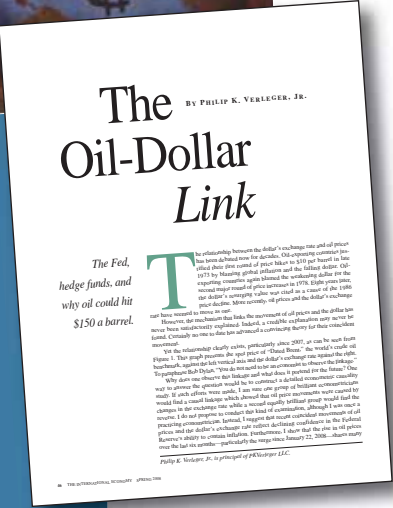 The
BY PHILIP K. VERLEGER, JR.
Oil-Dollar
Link
The Fed,
hedge funds, and
why oil could hit
$150 a barrel.
The relationship between the dollar's exchange rate and oil prices
has been debated now for decades. Oil-exporting countries jus-
tified their first round of price hikes to $10 per barrel in late
1973 by blaming global inflation and the falling dollar. Oil-
exporting countries again blamed the weakening dollar for the
second major round of price increases in 1978. Eight years later,
the dollar's resurging value was cited as a cause of the 1986
price decline. More recently, oil prices and the dollar's exchange
rate have seemed to move as one.
However, the mechanism that links the movement of oil prices and the dollar has
never been satisfactorily explained. Indeed, a credible explanation may never be
found. Certainly no one to date has advanced a convincing theory for their coincident
movement.
Yet the relationship clearly exists, particularly since 2007, as can be seen from
Figure 1. This graph presents the spot price of "Dated Brent," the world's crude oil
benchmark, against the left vertical axis and the dollar's exchange rate against the right.
To paraphrase Bob Dylan, "You do not need to be an economist to observe the linkage."
Why does one observe this linkage and what does it portend for the future? One
way to answer the question would be to construct a detailed econometric causality
study. If such efforts were made, I am sure one group of brilliant econometricians
would find a causal linkage which showed that oil price movements were caused by
changes in the exchange rate while a second equally brilliant group would find the
reverse. I do not propose to conduct this kind of examination, although I was once a
practicing econometrician. Instead, I suggest that recent coincident movements of oil
prices and the dollar's exchange rate reflect declining confidence in the Federal
Reserve's ability to contain inflation. Furthermore, I show that the rise in oil prices
over the last six months—particularly the surge since January 22, 2008—shares many
Philip K. Verleger, Jr., is principal of PKVerleger LLC.
THE INTERNATIONAL ECONOMY SPRING 2008